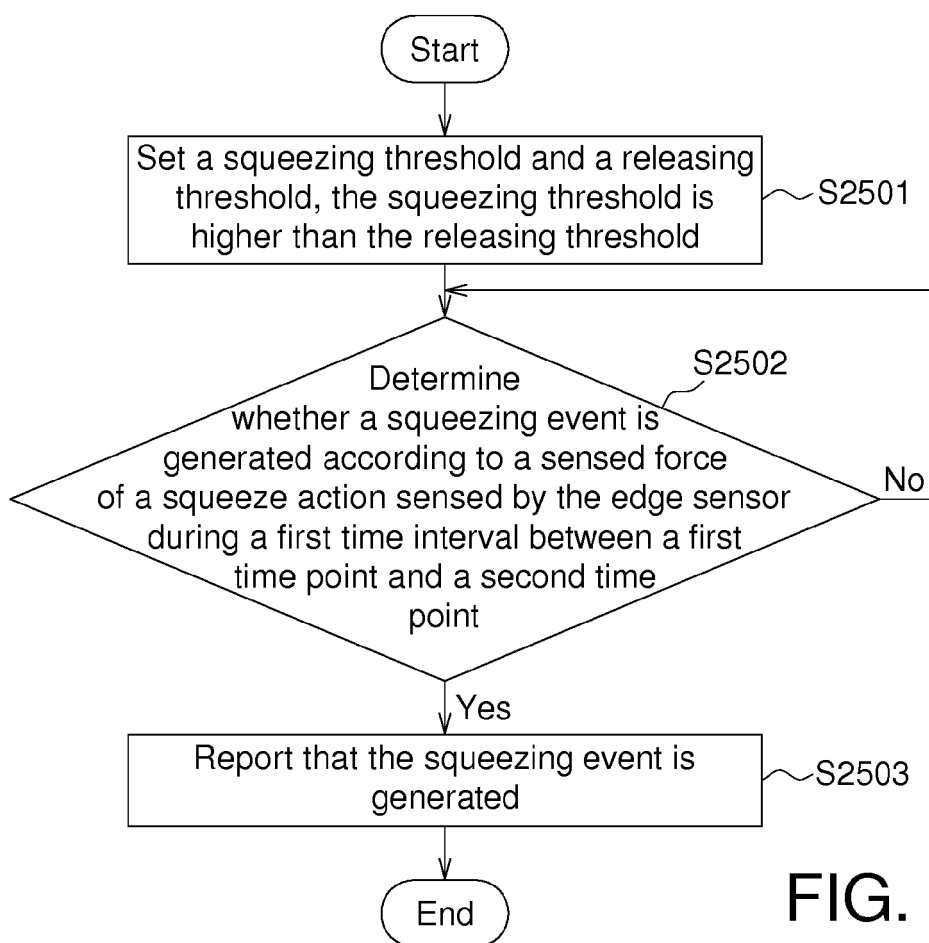 Start
Set a squeezing threshold and a releasing
threshold, the squeezing threshold is
higher than the releasing threshold
S2501
S2502
Determine
whether a squeezing event is
generated according to a sensed force
of a squeeze action sensed by the edge sensor
during a first time interval between a first
time point and a second time
point
No
Yes
Report that the squeezing event is
generated
S2503
End
FIG.